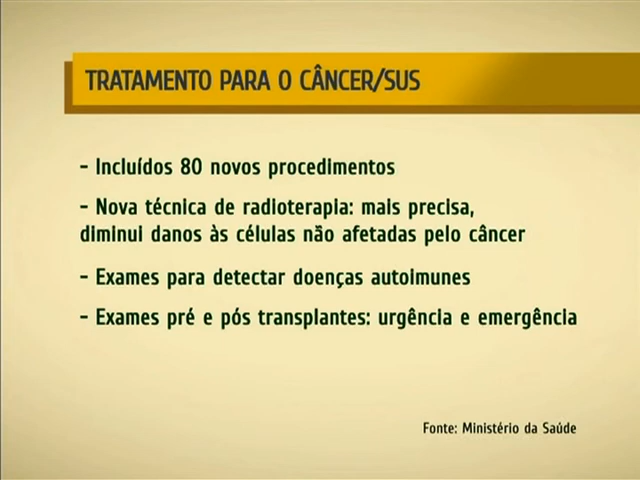 TRATAMENTO PARA O CÂNCER/SUS
- Incluídos 80 novos procedimentos
- Nova técnica de radioterapia: mais precisa,
diminui danos às células não afetadas pelo câncer
- Exames para detectar doenças autoimunes
- Exames pré e pós transplantes: urgência e emergência
Fonte: Ministério da Saúde